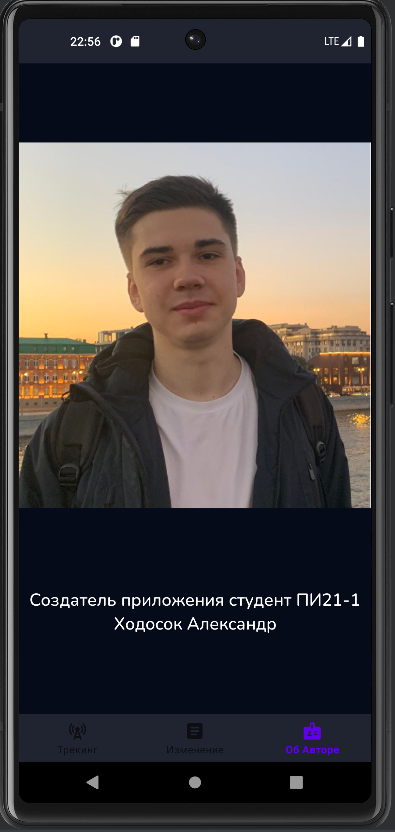 22:56
LTE
Создатель приложения студент ПИ21-1
Ходосок Александр
Трекинг
Изменение
Об Авторе